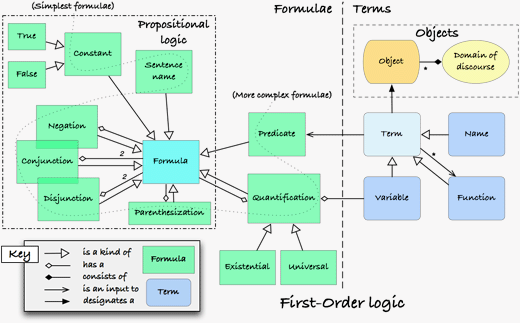 (Simplest formulae)
Propositional logic
Formulae
Terms
True
False
Constant
Sentence name
Objects
Object
*
Domain of discourse
(More complex formulae)
Negation
Conjunction
2
Disjunction
2
Formula
Parenthesization
Predicate
Term
Name
*
Quantification
Variable
Function
Existential
Universal
Key
is a kind of
has a
consists of
is an input to
designates a
Formula
Term
First-Order logic